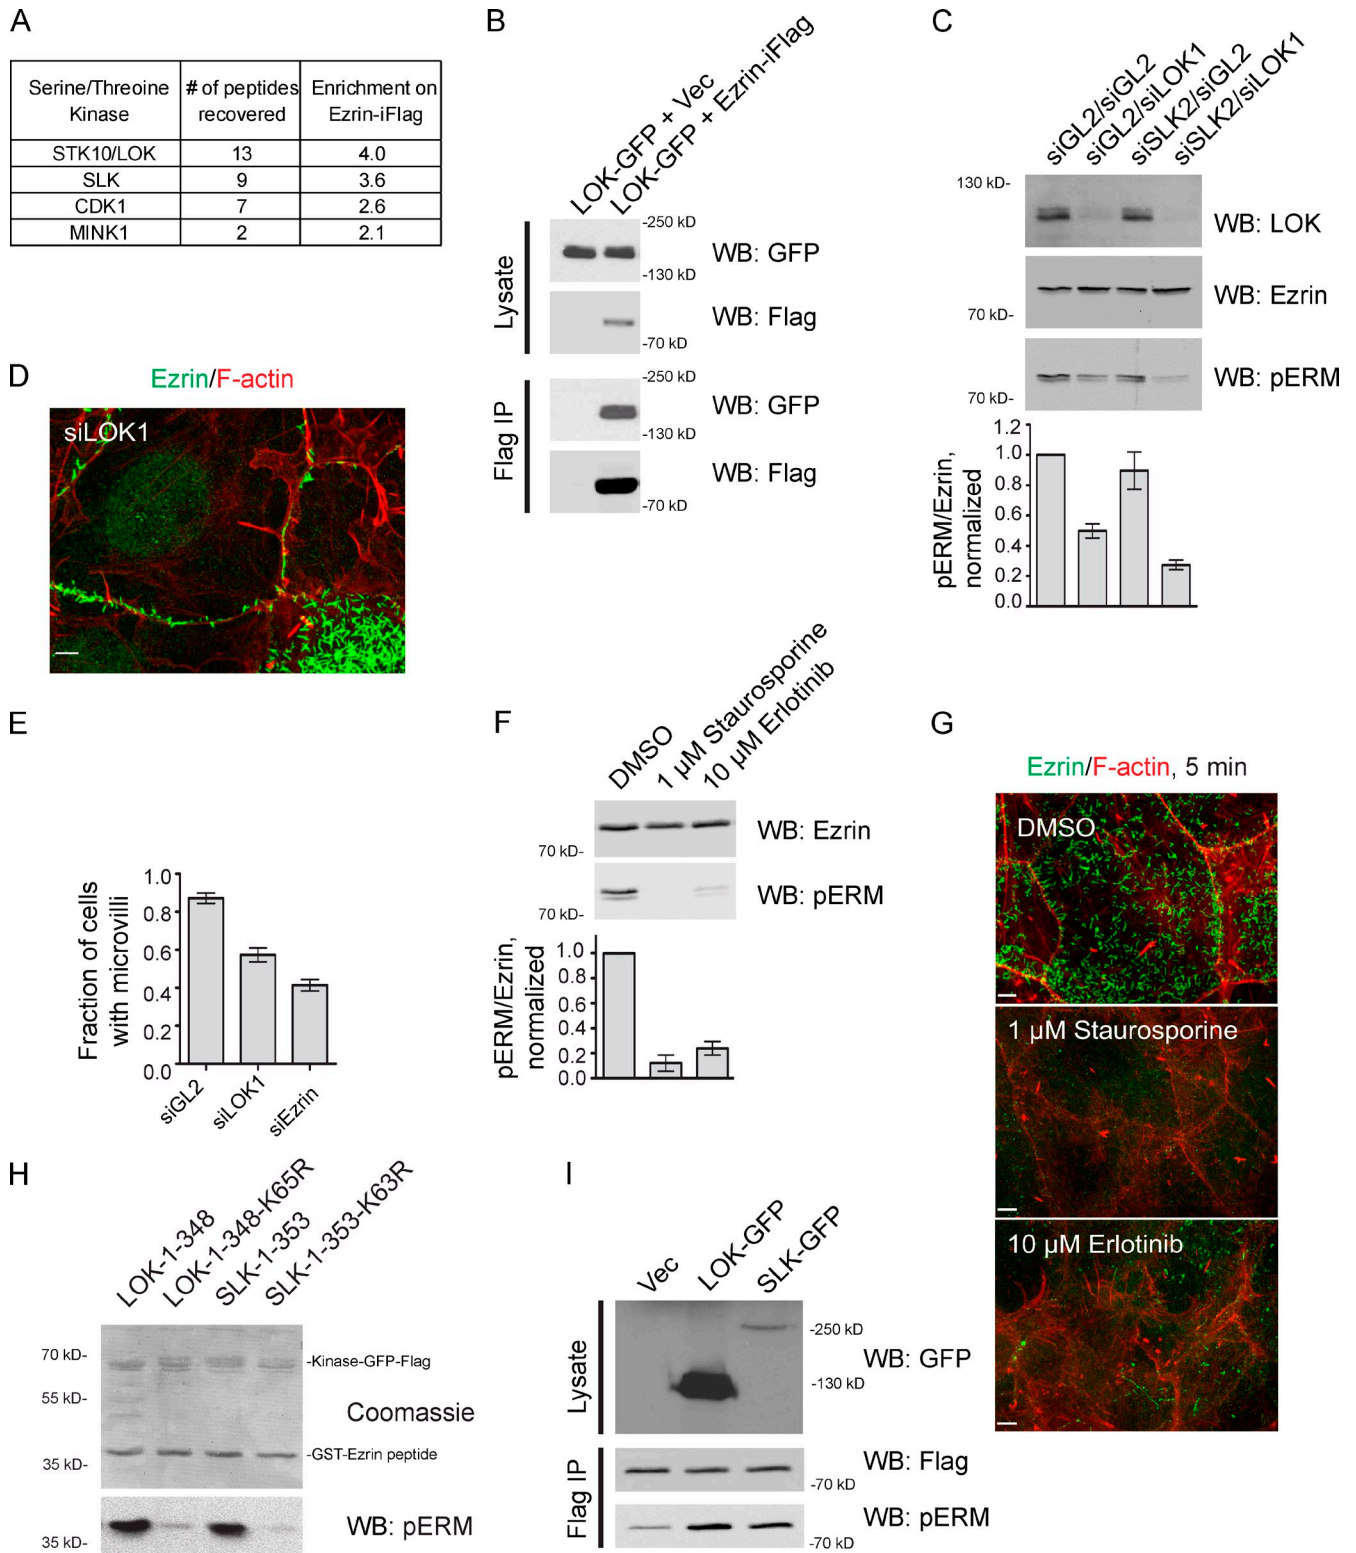 A
Serine/Threoine Kinase | # of peptides recovered | Enrichment on Ezrin-iFlag
STK10/LOK 13 4.0
SLK 9 3.6
CDK1 7 2.6
MINK1 2 2.1
B
LOK-GFP + Vec
LOK-GFP + Ezrin-iFlag
Lysate
-250 kD
WB: GFP
-130 kD
WB: Flag
-70 kD
Flag IP
-250 kD
WB: GFP
-130 kD
WB: Flag
-70 kD
C
siGL2/siGL2
siGL2/siLOK1
siSLK2/siGL2
siSLK2/siLOK1
130 kD-
WB: LOK
WB: Ezrin
70 kD-
WB: pERM
70 kD-
pERM/Ezrin,
normalized
1.2
1.0
0.8
0.6
0.4
0.2
0.0
D
Ezrin/F-actin
siLOK1
E
Fraction of cells
with microvilli
1.0
0.8
0.6
0.4
0.2
0.0
siGL2
siLOK1
siEzrin
F
DMSO
1 µM Staurosporine
10 µM Erlotinib
WB: Ezrin
70 kD-
WB: pERM
70 kD-
pERM/Ezrin,
normalized
1.0
0.8
0.6
0.4
0.2
0.0
G
Ezrin/F-actin, 5 min
DMSO
1 µM Staurosporine
10 µM Erlotinib
H
LOK-1-348
LOK-1-348-K65R
SLK-1-353
SLK-1-353-K63R
70 kD-
-Kinase-GFP-Flag
55 kD-
Coomassie
-GST-Ezrin peptide
35 kD-
WB: pERM
35 kD-
I
Vec
LOK-GFP
SLK-GFP
Lysate
-250 kD
WB: GFP
-130 kD
Flag IP
WB: Flag
-70 kD
WB: pERM
-70 kD